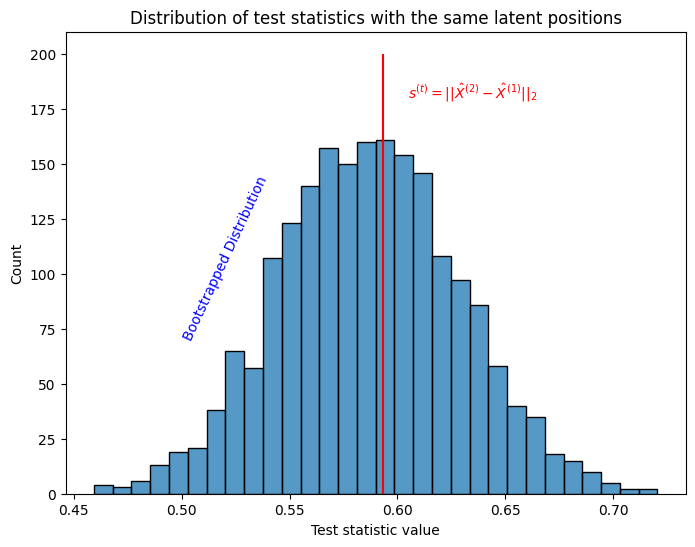 Distribution of test statistics with the same latent positions
200
175
150
125
100
75
50
25
0
Count
s^{(t)} = ||X̂^{(2)} − X̂^{(1)}||_2
Bootstrapped Distribution
0.45 0.50 0.55 0.60 0.65 0.70
Test statistic value